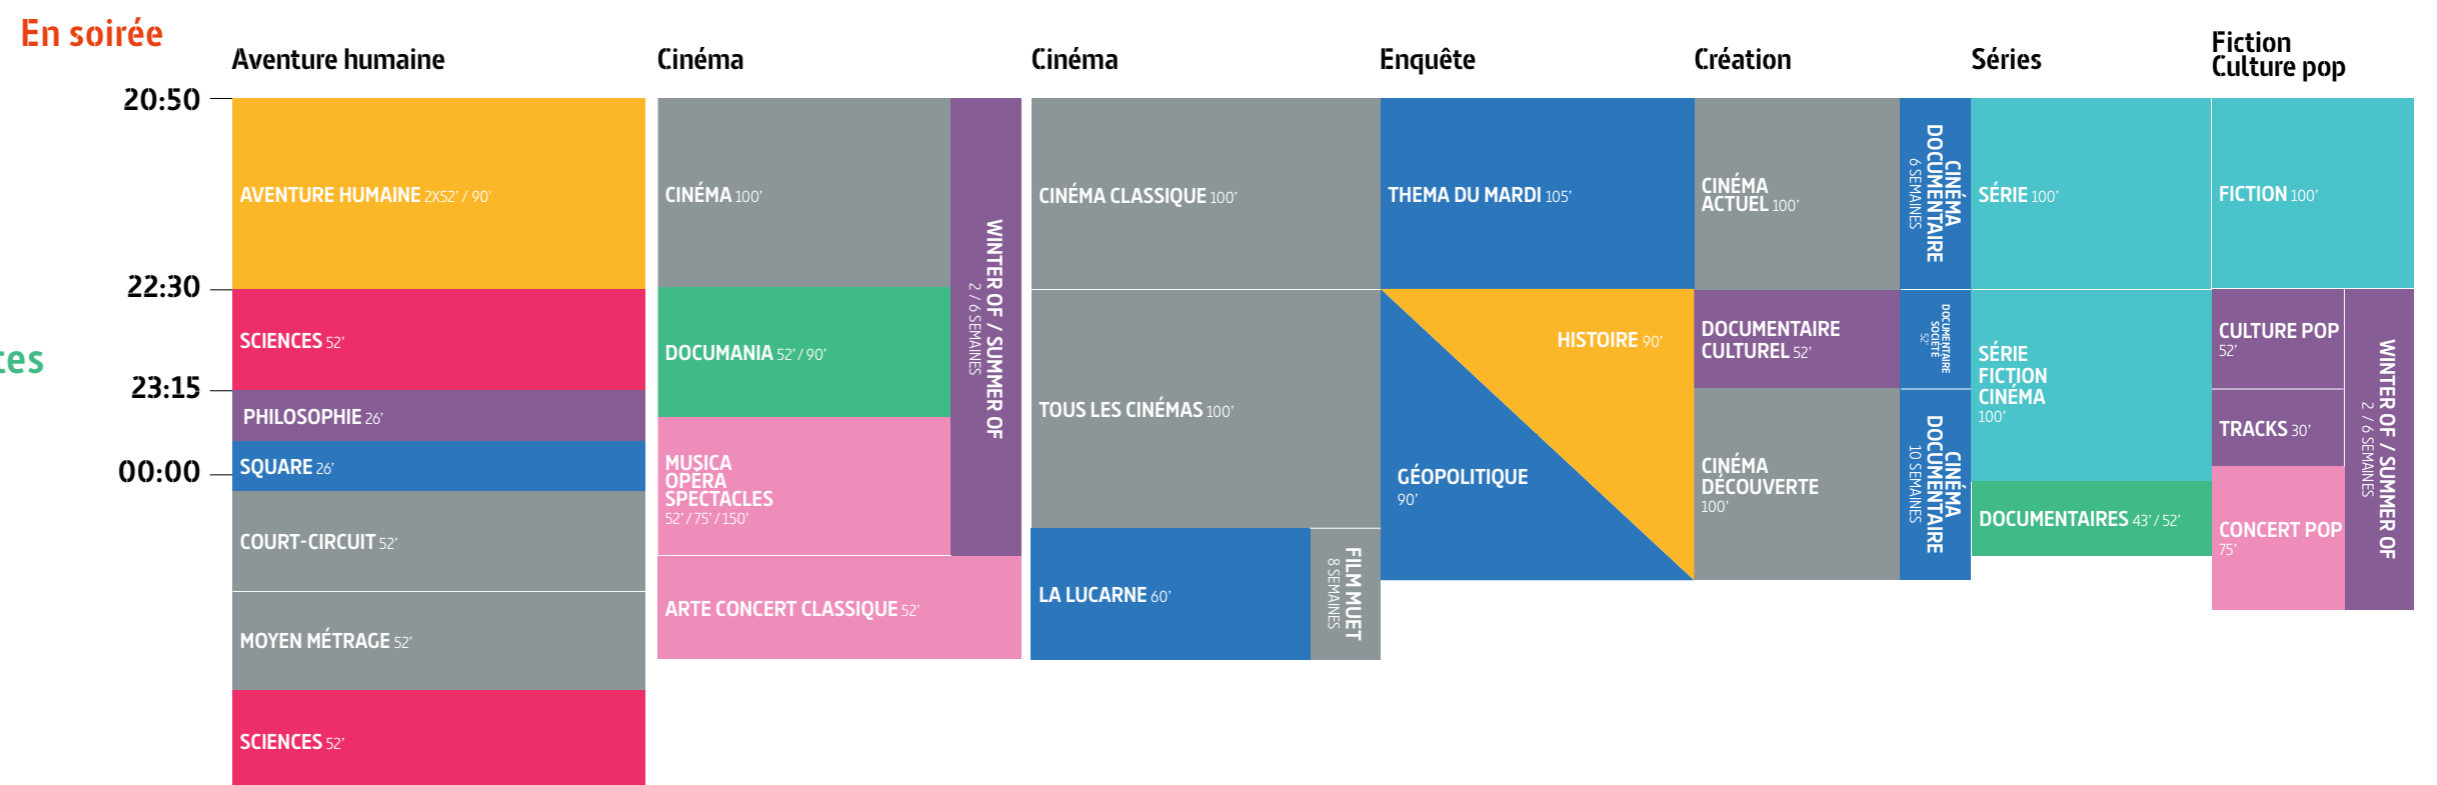 En soirée
Aventure humaine
Cinéma
Cinéma
Enquête
Création
Séries
Fiction
Culture pop
20:50
22:30
tes
23:15
00:00
AVENTURE HUMAINE 2X52’ / 90’
SCIENCES 52’
PHILOSOPHIE 26’
SQUARE 26’
COURT-CIRCUIT 52’
MOYEN MÉTRAGE 52’
SCIENCES 52’
CINÉMA 100’
DOCUMANIA 52’ / 90’
MUSICA
OPÉRA
SPECTACLES
52’ / 75’ / 150’
WINTER OF / SUMMER OF
2 / 6 SEMAINES
ARTE CONCERT CLASSIQUE 52’
CINÉMA CLASSIQUE 100’
TOUS LES CINÉMAS 100’
LA LUCARNE 60’
FILM MUET
8 SEMAINES
THEMA DU MARDI 105’
HISTOIRE 90’
GÉOPOLITIQUE
90’
CINÉMA
ACTUEL 100’
DOCUMENTAIRE
CULTUREL 52’
CINÉMA
DÉCOUVERTE
100’
CINÉMA
DOCUMENTAIRE
6 SEMAINES
DOCUMENTAIRE
SOCIÉTÉ
52’
CINÉMA
DOCUMENTAIRE
10 SEMAINES
SÉRIE 100’
SÉRIE
FICTION
CINÉMA
100’
DOCUMENTAIRES 43’ / 52’
FICTION 100’
CULTURE POP
52’
TRACKS 30’
CONCERT POP
75’
WINTER OF / SUMMER OF
2 / 6 SEMAINES